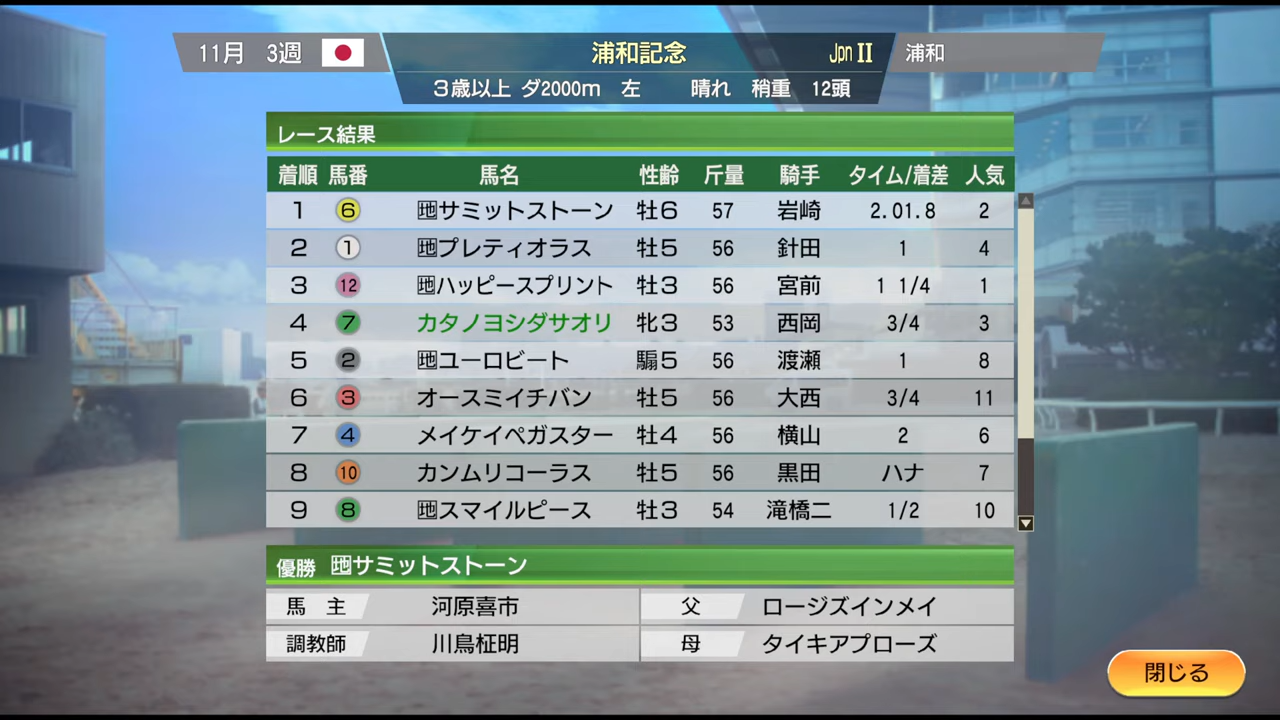 11月 3週 浦和記念 JpnⅡ 浦和
3歳以上 ダ2000m 左 晴れ 稍重 12頭
レース結果
着順 馬番 馬名 性齢 斤量 騎手 タイム/着差 人気
1 6 地サミットストーン 牡6 57 岩崎 2.01.8 2
2 1 地プレティオラス 牡5 56 針田 1 4
3 12 地ハッピースプリント 牡3 56 宮前 1 1/4 1
4 7 カタノヨシダサオリ 牝3 53 西岡 3/4 3
5 2 地ユーロビート 騸5 56 渡瀬 1 8
6 3 オースミイチバン 牡5 56 大西 3/4 11
7 4 メイケイペガスター 牡4 56 横山 2 6
8 10 カンムリコーラス 牡5 56 黒田 ハナ 7
9 8 地スマイルピース 牡3 54 滝橋二 1/2 10
優勝 地サミットストーン
馬主 河原喜市 父 ロージズインメイ
調教師 川鳥柾明 母 タイキアプローズ
閉じる